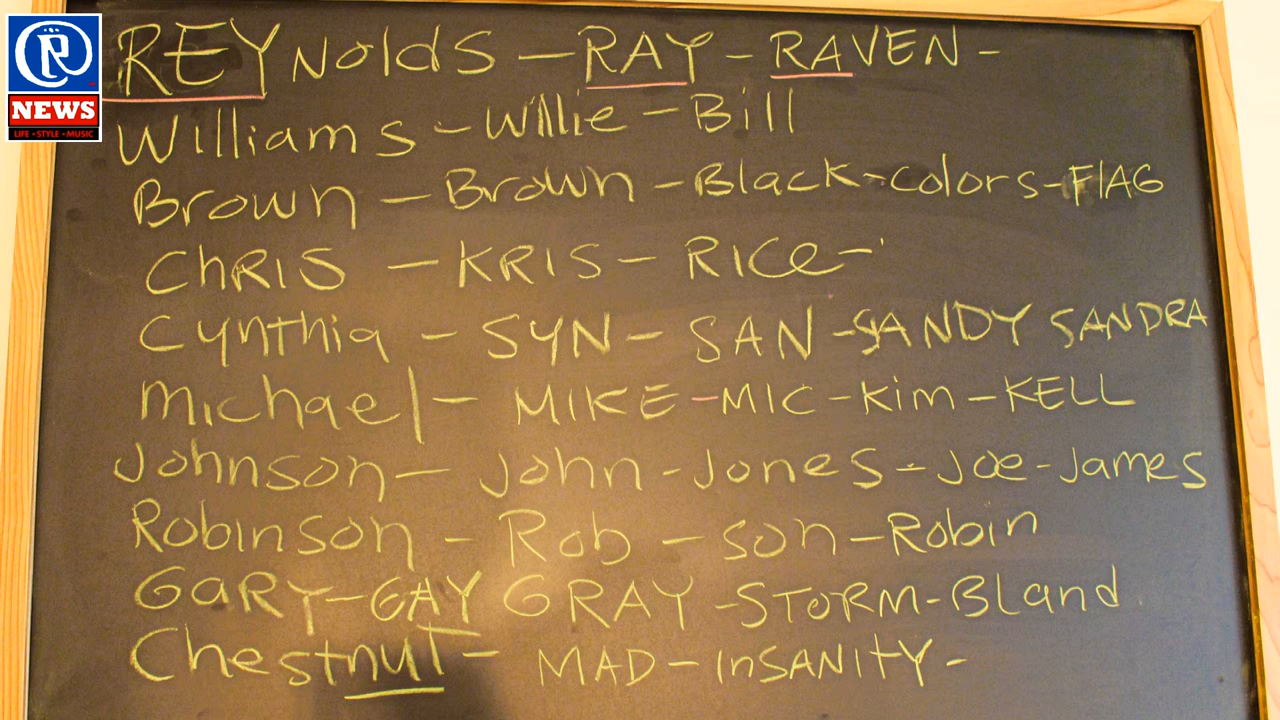 R
NEWS
LIFE • STYLE • MUSIC
REYnolds - RAY - RAVEN -
Williams - Willie - Bill
Brown - Brown - Black - colors - FlAG
ChRIS - KRIS - RICe -
Cynthia - SYN - SAN - SANDY SANDRA
Michael - MIKE - MIC - Kim - KELL
Johnson - John - Jones - Joe - James
Robinson - Rob - son - Robin
GaRY - GAY GRAY - STORM - BLand
Chestnut - MAD - InSANITY -